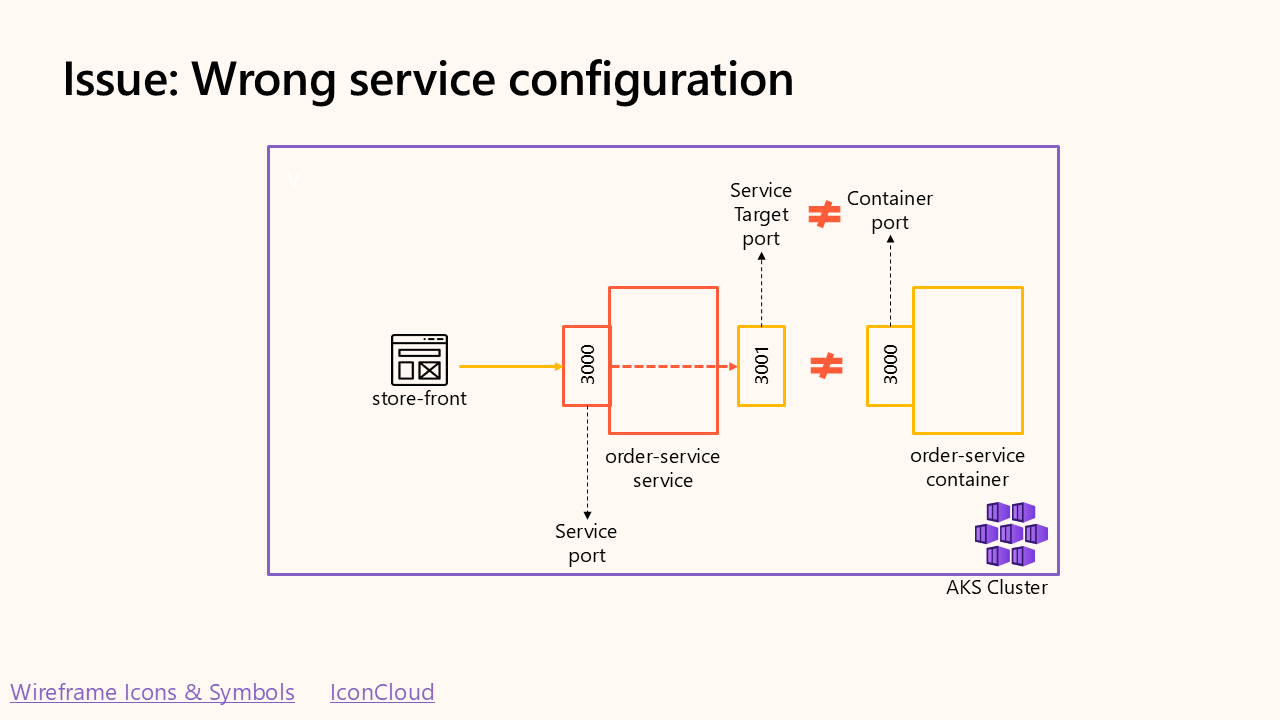 Issue: Wrong service configuration
V
Service
Target
port
≠
Container
port
3000
3001
≠
3000
store-front
order-service
service
order-service
container
Service
port
AKS Cluster
Wireframe Icons & Symbols
IconCloud